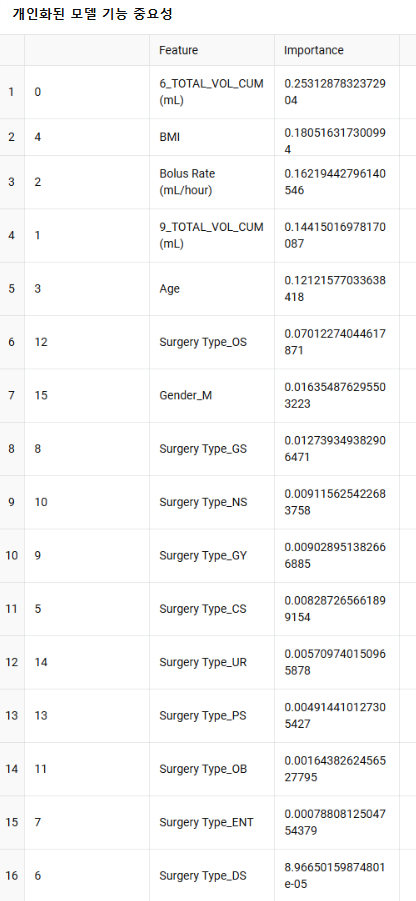 개인화된 모델 기능 중요성
Feature Importance
1 0 6_TOTAL_VOL_CUM (mL) 0.2531287832372904
2 4 BMI 0.180516317300994
3 2 Bolus Rate (mL/hour) 0.16219442796140546
4 1 9_TOTAL_VOL_CUM (mL) 0.14415016978170087
5 3 Age 0.12121577033638418
6 12 Surgery Type_OS 0.07012274044617871
7 15 Gender_M 0.016354876295503223
8 8 Surgery Type_GS 0.012739349382906471
9 10 Surgery Type_NS 0.009115625422683758
10 9 Surgery Type_GY 0.009028951382666885
11 5 Surgery Type_CS 0.008287265661899154
12 14 Surgery Type_UR 0.005709740150965878
13 13 Surgery Type_PS 0.004914410127305427
14 11 Surgery Type_OB 0.0016438262456527795
15 7 Surgery Type_ENT 0.0007880812504754379
16 6 Surgery Type_DS 8.96650159874801e-05